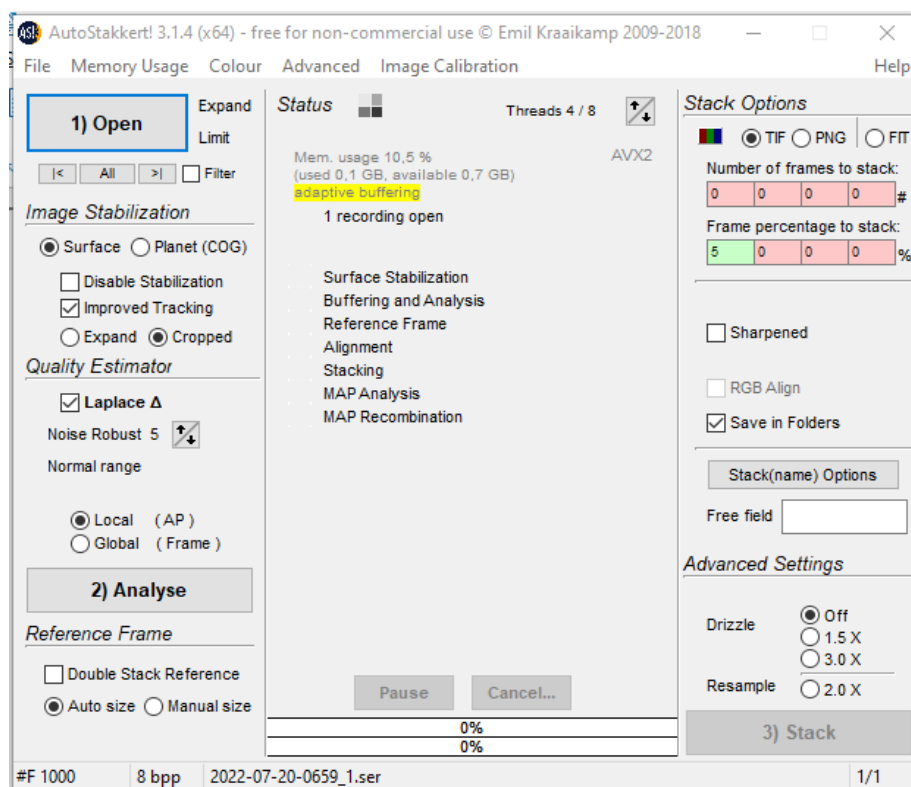 AS!3 AutoStakkert! 3.1.4 (x64) - free for non-commercial use © Emil Kraaikamp 2009-2018
File Memory Usage Colour Advanced Image Calibration Help
1) Open
Expand
Limit
|< All >| Filter
Image Stabilization
Surface Planet (COG)
Disable Stabilization
Improved Tracking
Expand Cropped
Quality Estimator
Laplace Δ
Noise Robust 5
Normal range
Local (AP)
Global (Frame)
2) Analyse
Reference Frame
Double Stack Reference
Auto size Manual size
Status Threads 4 / 8
Mem. usage 10,5 % AVX2
(used 0,1 GB, available 0,7 GB)
adaptive buffering
1 recording open
Surface Stabilization
Buffering and Analysis
Reference Frame
Alignment
Stacking
MAP Analysis
MAP Recombination
Pause Cancel...
0%
0%
Stack Options
TIF PNG FIT
Number of frames to stack:
0 0 0 0 #
Frame percentage to stack:
5 0 0 0 %
Sharpened
RGB Align
Save in Folders
Stack(name) Options
Free field
Advanced Settings
Drizzle Off
1.5 X
3.0 X
Resample 2.0 X
3) Stack
#F 1000 8 bpp 2022-07-20-0659_1.ser 1/1